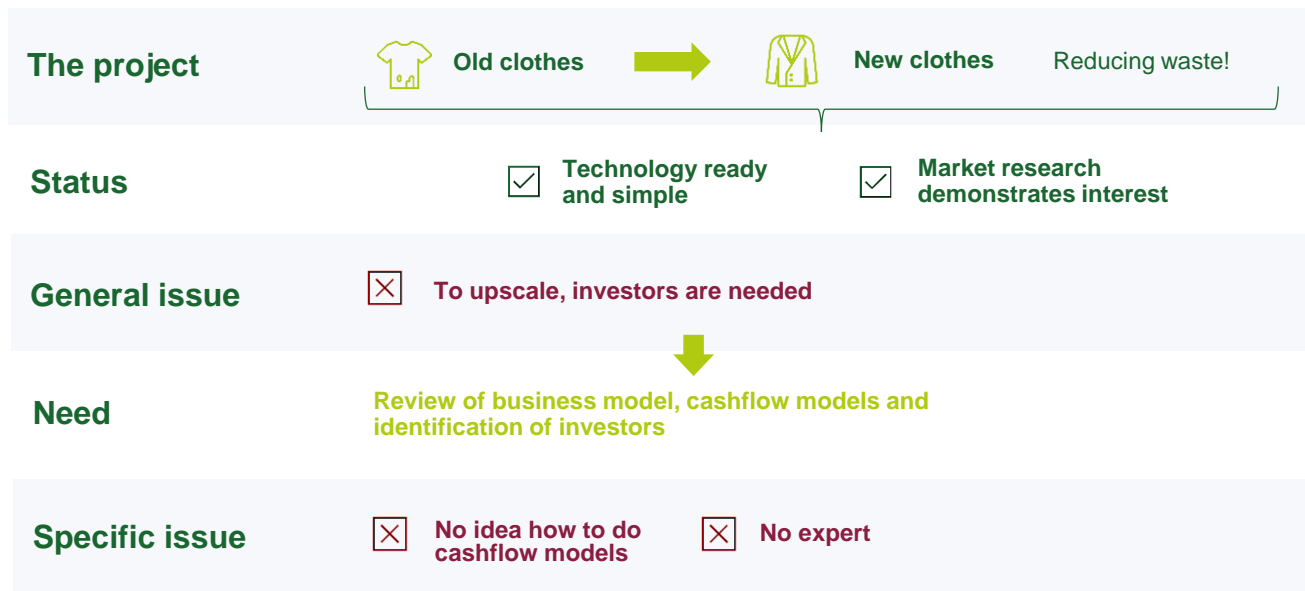 The project
Old clothes
New clothes
Reducing waste!
Status
Technology ready
and simple
Market research
demonstrates interest
General issue
To upscale, investors are needed
Need
Review of business model, cashflow models and
identification of investors
Specific issue
No idea how to do
cashflow models
No expert